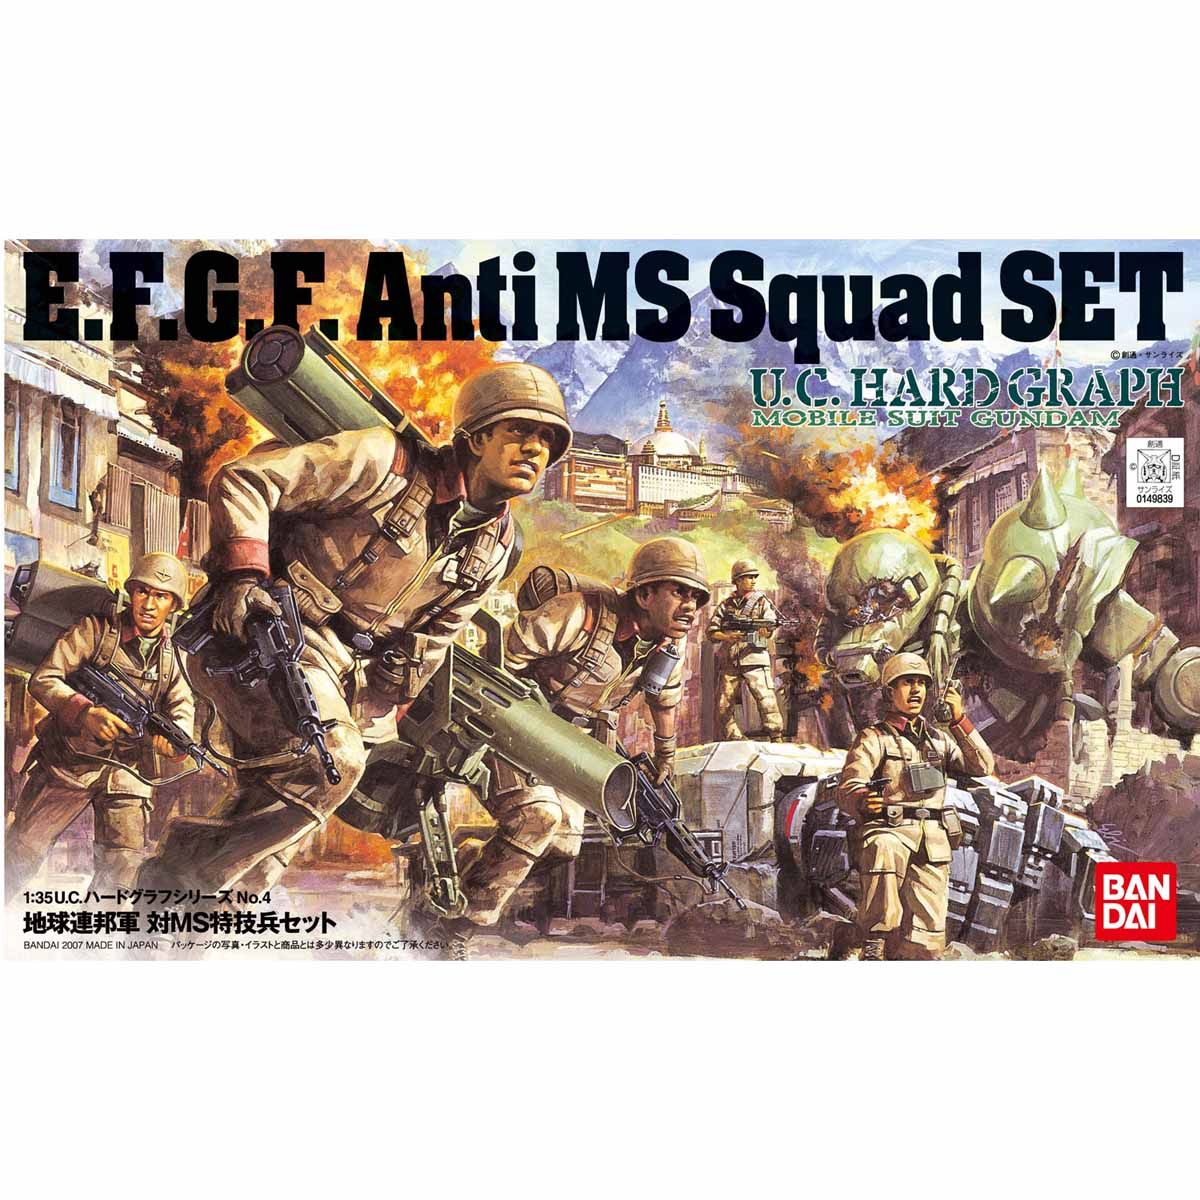 E.F.G.F. Anti MS Squad SET
©創通・サンライズ
U.C. HARD GRAPH
MOBILE SUIT GUNDAM
創通
©
サンライズ
0149839
1:35 U.C.ハードグラフシリーズ No.4
地球連邦軍 対MS特技兵セット
BANDAI 2007 MADE IN JAPAN パッケージの写真・イラストと商品とは多少異なりますのでご了承ください。
BAN
DAI